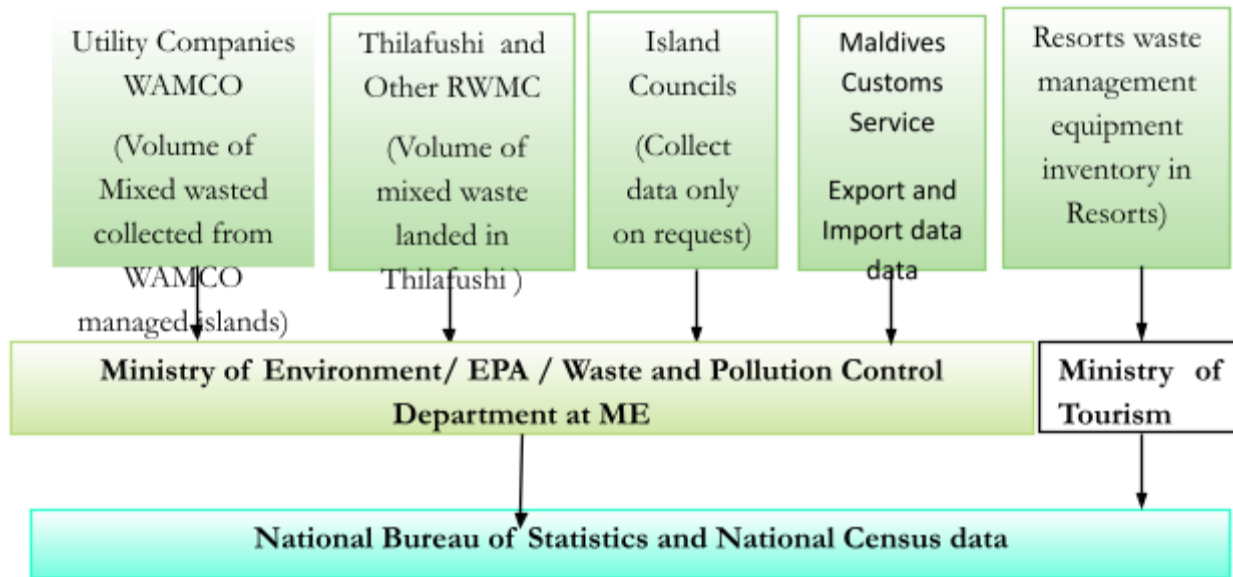 Utility Companies
WAMCO
(Volume of
Mixed wasted
collected from
WAMCO
managed islands)
Thilafushi and
Other RWMC
(Volume of
mixed waste
landed in
Thilafushi )
Island
Councils
(Collect
data only
on request)
Maldives
Customs
Service
Export and
Import data
data
Resorts waste
management
equipment
inventory in
Resorts)
Ministry of Environment/ EPA / Waste and Pollution Control
Department at ME
Ministry of
Tourism
National Bureau of Statistics and National Census data